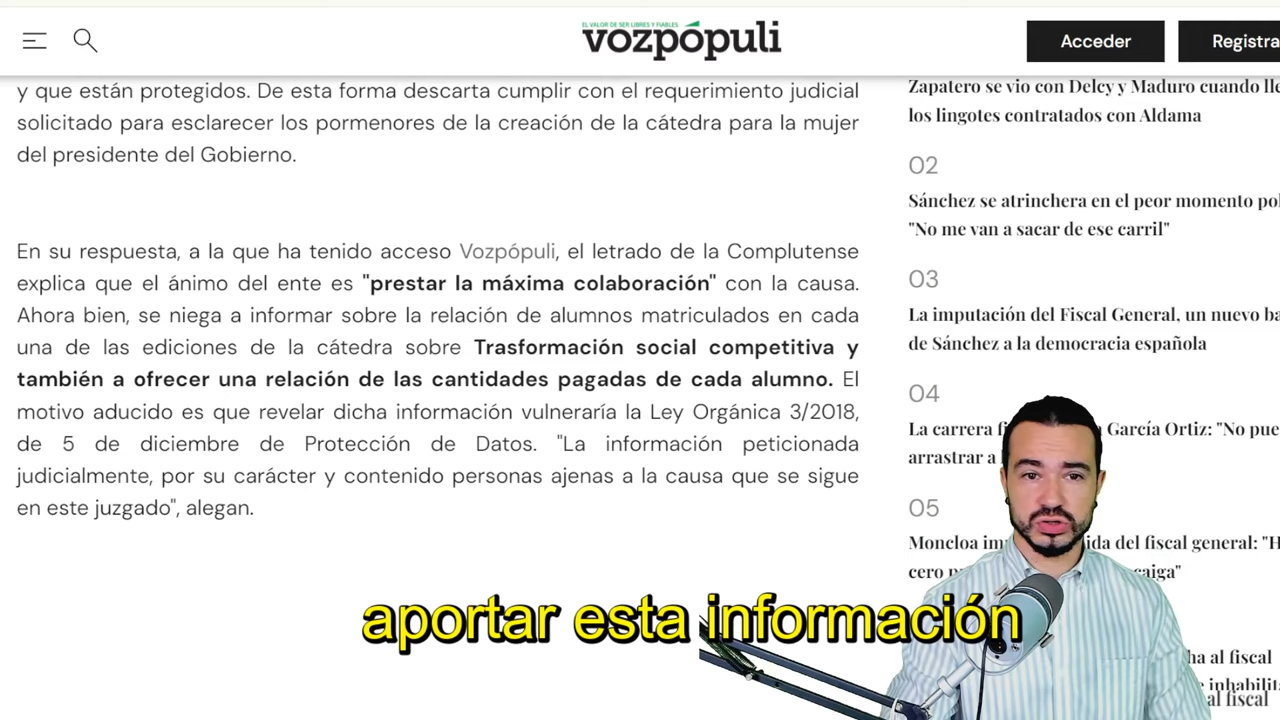 EL VALOR DE SER LIBRES Y FIABLES
vozpópuli
Acceder
Registra
y que están protegidos. De esta forma descarta cumplir con el requerimiento judicial
solicitado para esclarecer los pormenores de la creación de la cátedra para la mujer
del presidente del Gobierno.
En su respuesta, a la que ha tenido acceso Vozpópuli, el letrado de la Complutense
explica que el ánimo del ente es "prestar la máxima colaboración" con la causa.
Ahora bien, se niega a informar sobre la relación de alumnos matriculados en cada
una de las ediciones de la cátedra sobre Trasformación social competitiva y
también a ofrecer una relación de las cantidades pagadas de cada alumno. El
motivo aducido es que revelar dicha información vulneraría la Ley Orgánica 3/2018,
de 5 de diciembre de Protección de Datos. "La información peticionada
judicialmente, por su carácter y contenido personas ajenas a la causa que se sigue
en este juzgado", alegan.
Zapatero se vio con Delcy y Maduro cuando lle
los lingotes contratados con Aldama
02
Sánchez se atrinchera en el peor momento pol
"No me van a sacar de ese carril"
03
La imputación del Fiscal General, un nuevo ba
de Sánchez a la democracia española
04
La carrera f García Ortiz: "No pue
arrastrar a
05
Moncloa im ida del fiscal general: "H
cero p caiga"
ha al fiscal
e inhabilit
al fiscal
aportar esta información